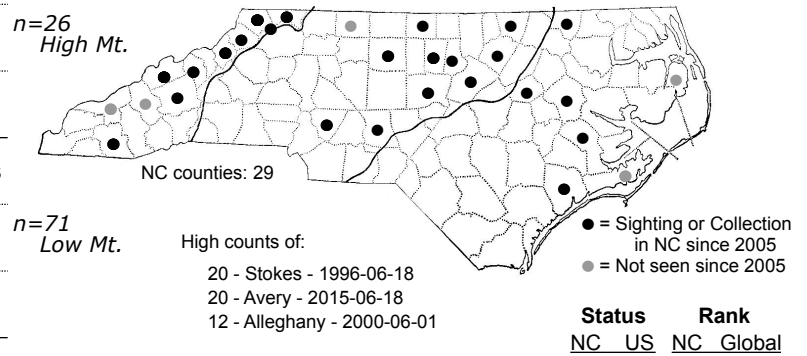 n=26
High Mt.
NC counties: 29
n=71
Low Mt.
High counts of:
20 - Stokes - 1996-06-18
20 - Avery - 2015-06-18
12 - Alleghany - 2000-06-01
● = Sighting or Collection
in NC since 2005
● = Not seen since 2005
Status Rank
NC US NC Global